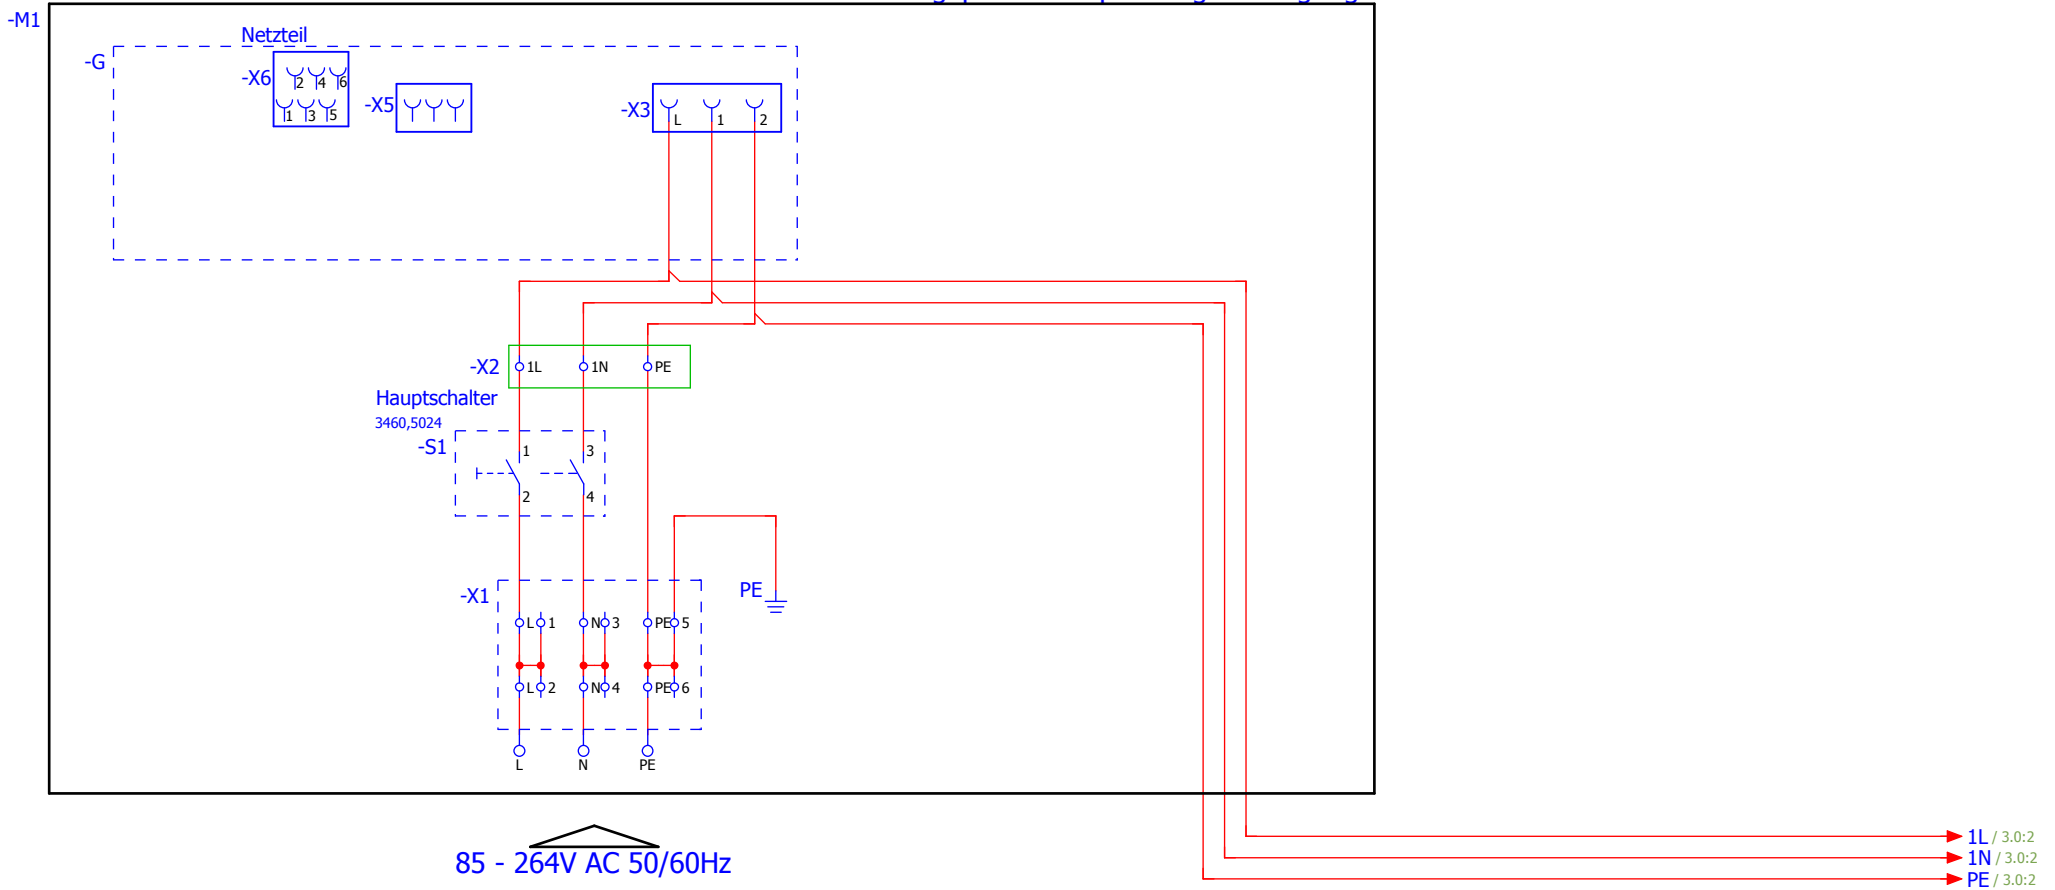 -M1
Netzteil
-G
-X6
2 4 6
1 3 5
-X5
-X3
L 1 2
-X2
1L 1N PE
Hauptschalter
3460,5024
-S1
1 3
2 4
-X1
PE
L 1 N 3 PE 5
L 2 N 4 PE 6
L N PE
85 - 264V AC 50/60Hz
1L / 3.0:2
1N / 3.0:2
PE / 3.0:2